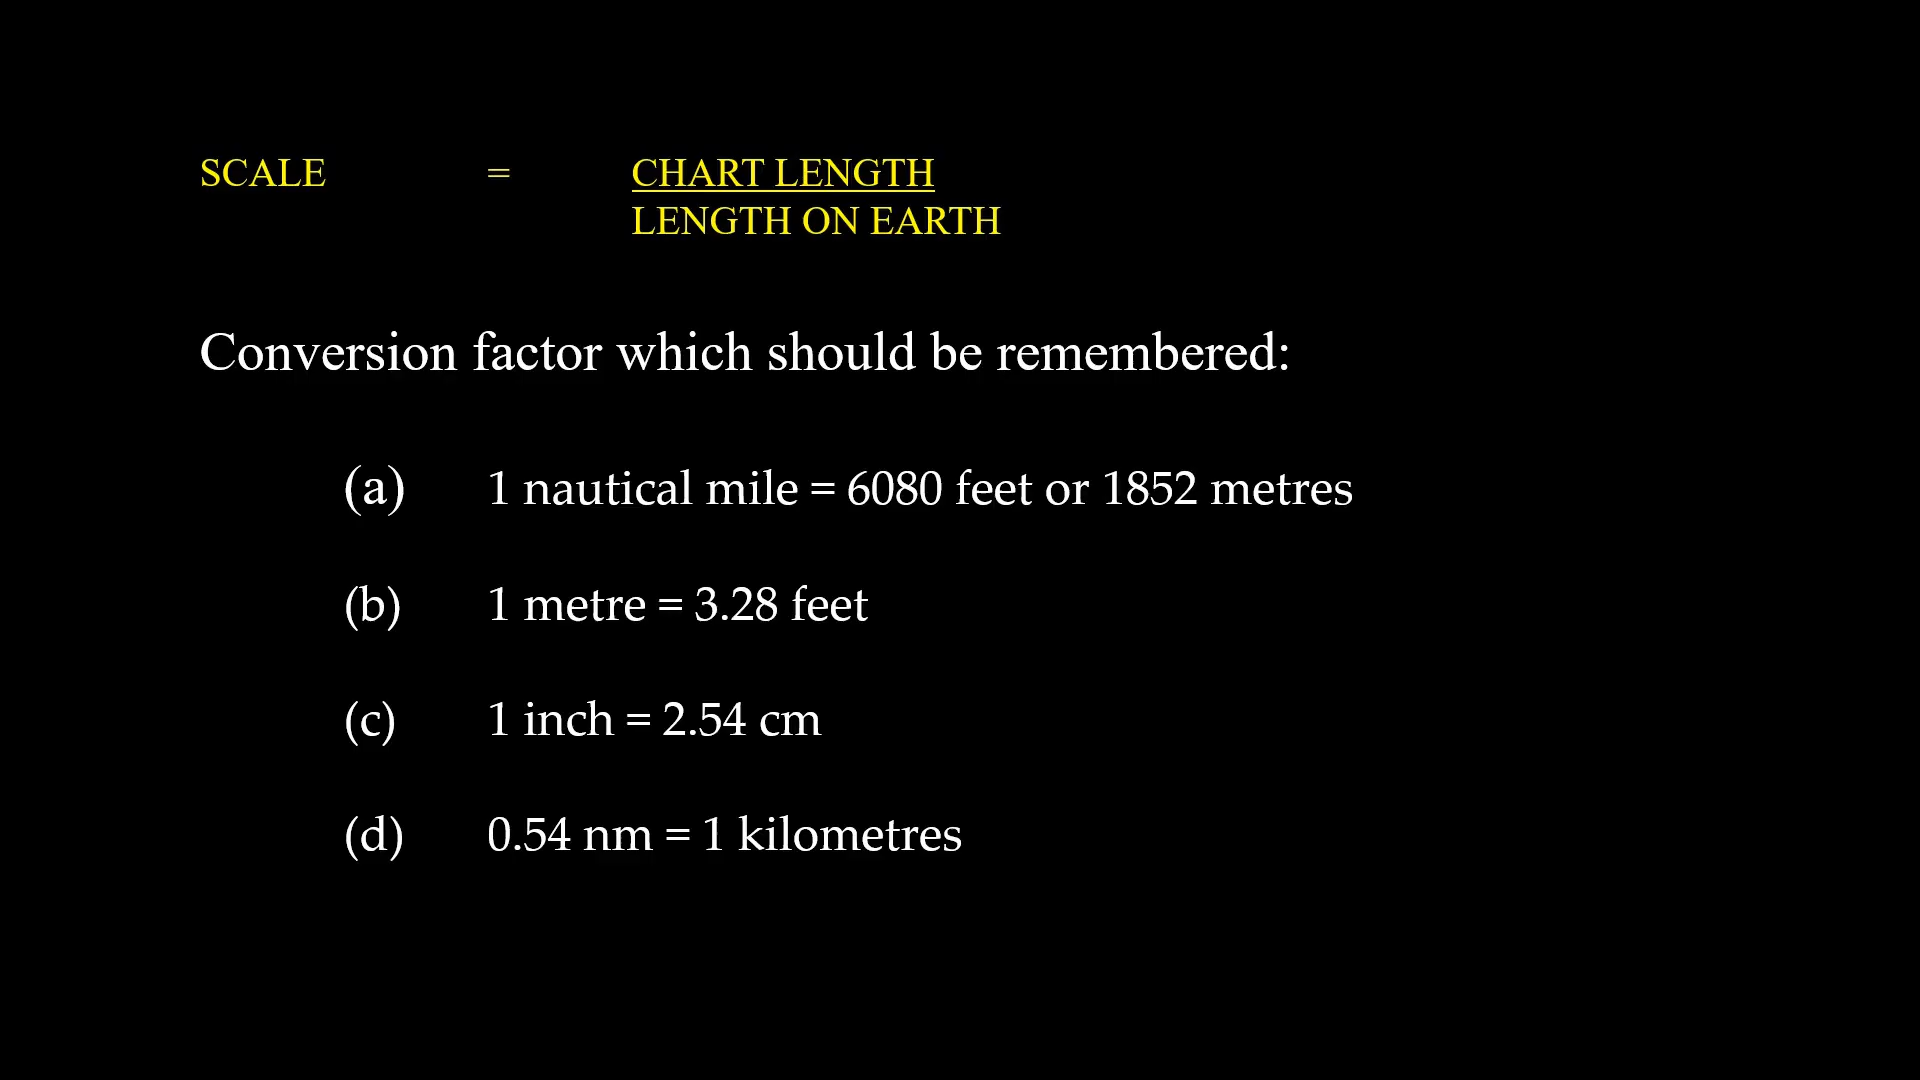 SCALE = CHART LENGTH
LENGTH ON EARTH
Conversion factor which should be remembered:
(a) 1 nautical mile = 6080 feet or 1852 metres
(b) 1 metre = 3.28 feet
(c) 1 inch = 2.54 cm
(d) 0.54 nm = 1 kilometres